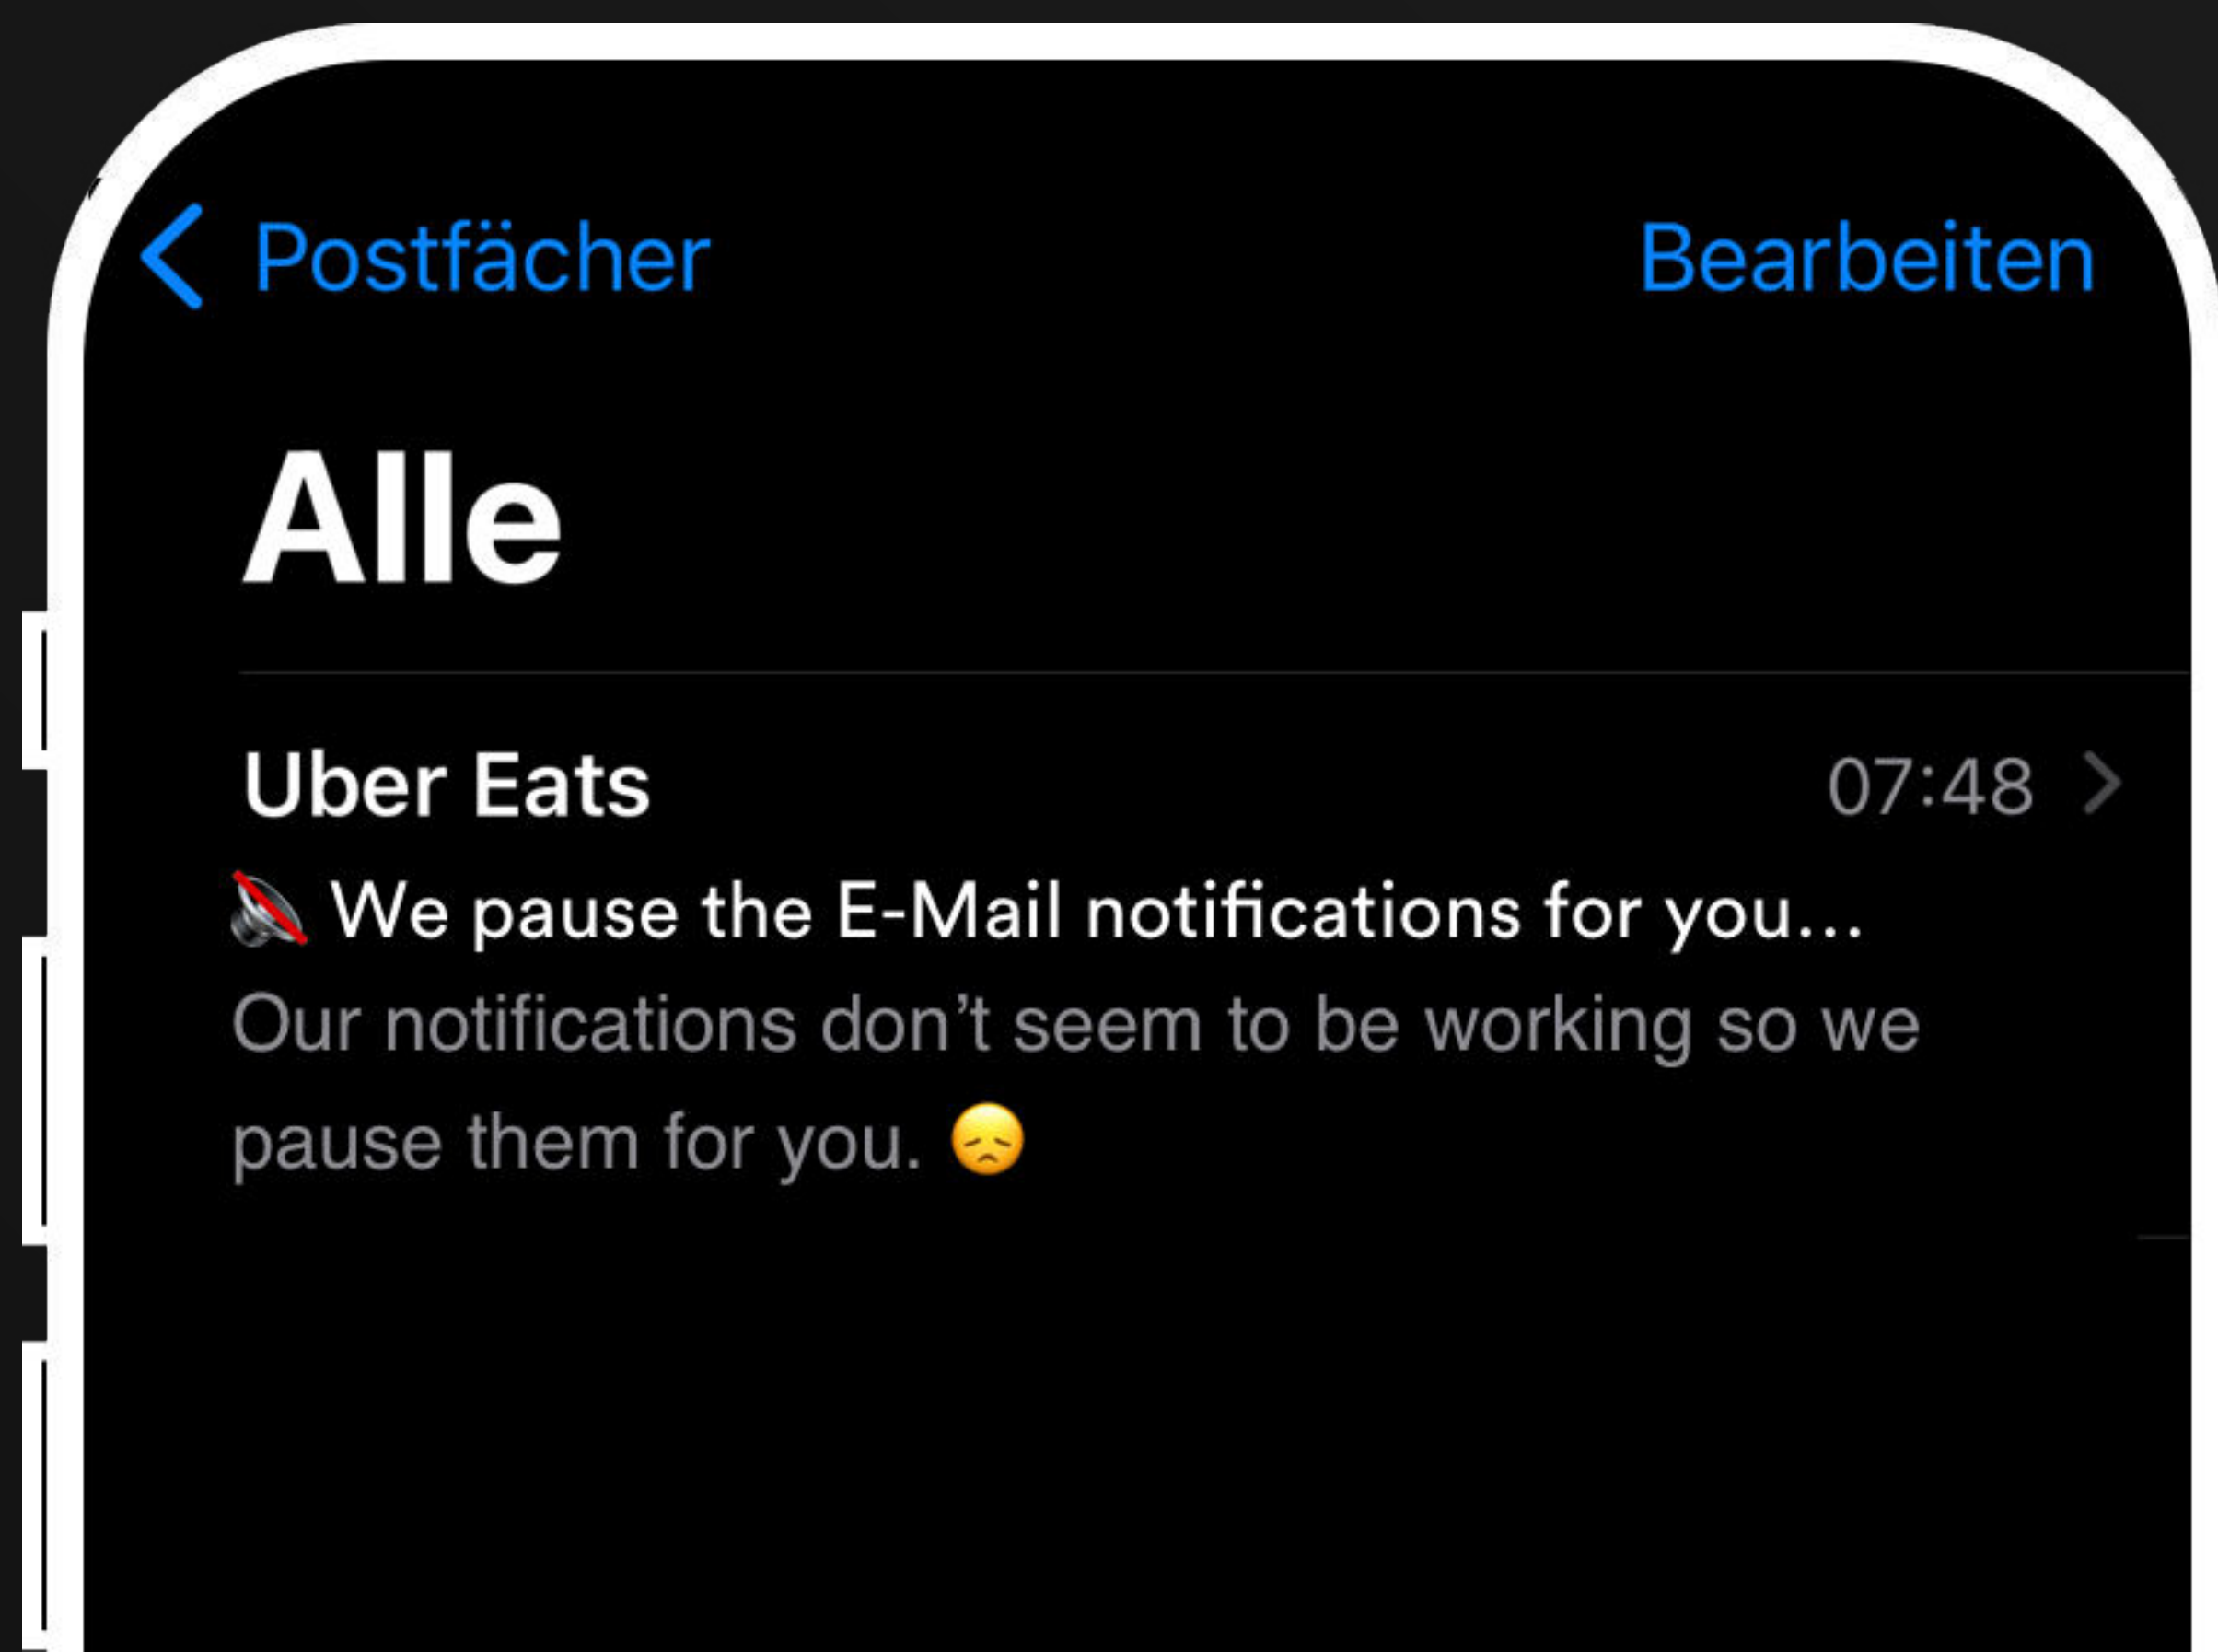 Postfächer Bearbeiten
Alle
Uber Eats 07:48
🔇 We pause the E-Mail notifications for you...
Our notifications don’t seem to be working so we
pause them for you. 😞